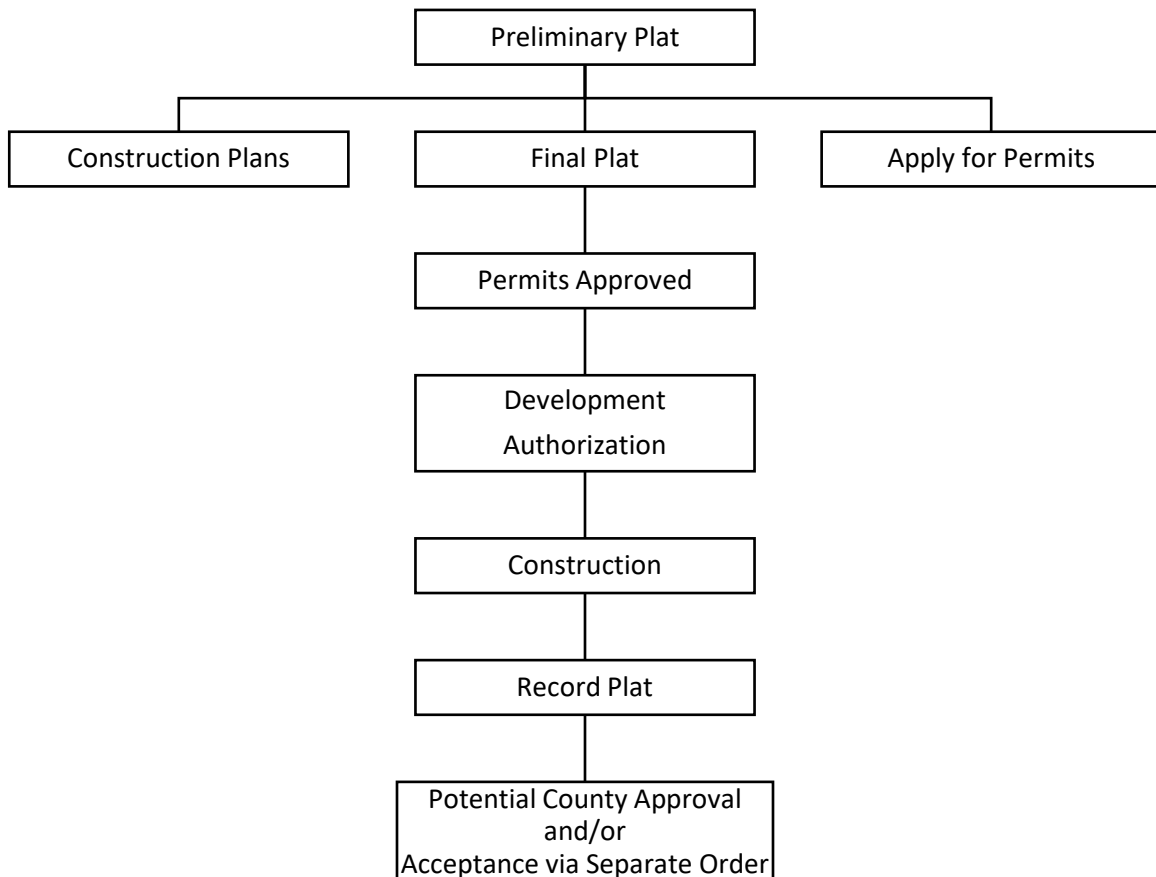 Preliminary Plat
Construction Plans
Final Plat
Apply for Permits
Permits Approved
Development
Authorization
Construction
Record Plat
Potential County Approval
and/or
Acceptance via Separate Order